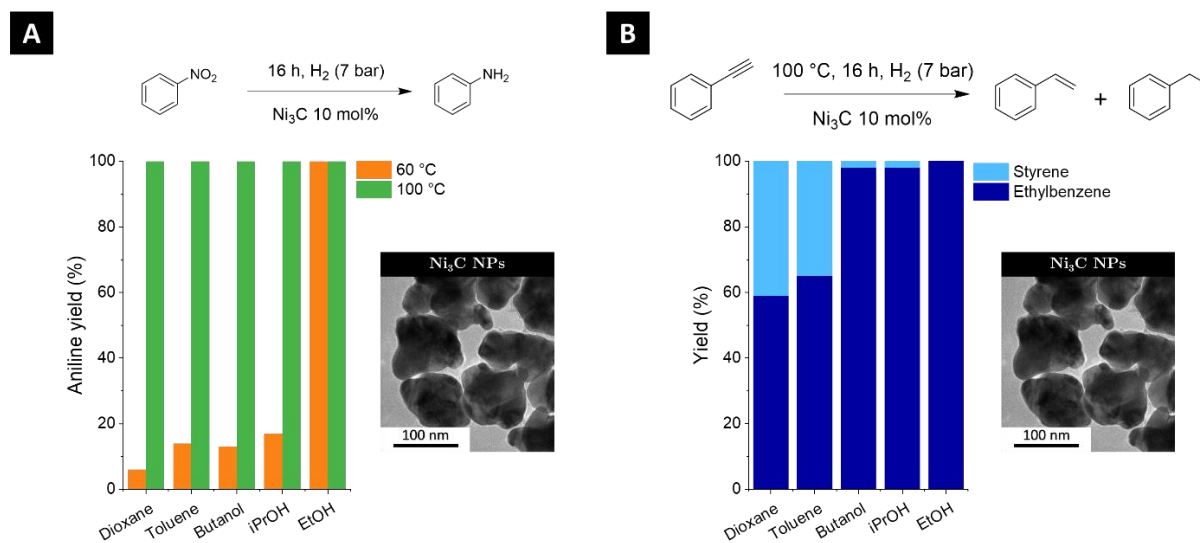 A
NO₂
16 h, H₂ (7 bar)
Ni₃C 10 mol%
NH₂
Aniline yield (%)
100
80
60
40
20
0
60 °C
100 °C
Dioxane
Toluene
Butanol
iPrOH
EtOH
Ni₃C NPs
100 nm
B
100 °C, 16 h, H₂ (7 bar)
Ni₃C 10 mol%
+
Yield (%)
100
80
60
40
20
0
Styrene
Ethylbenzene
Dioxane
Toluene
Butanol
iPrOH
EtOH
Ni₃C NPs
100 nm